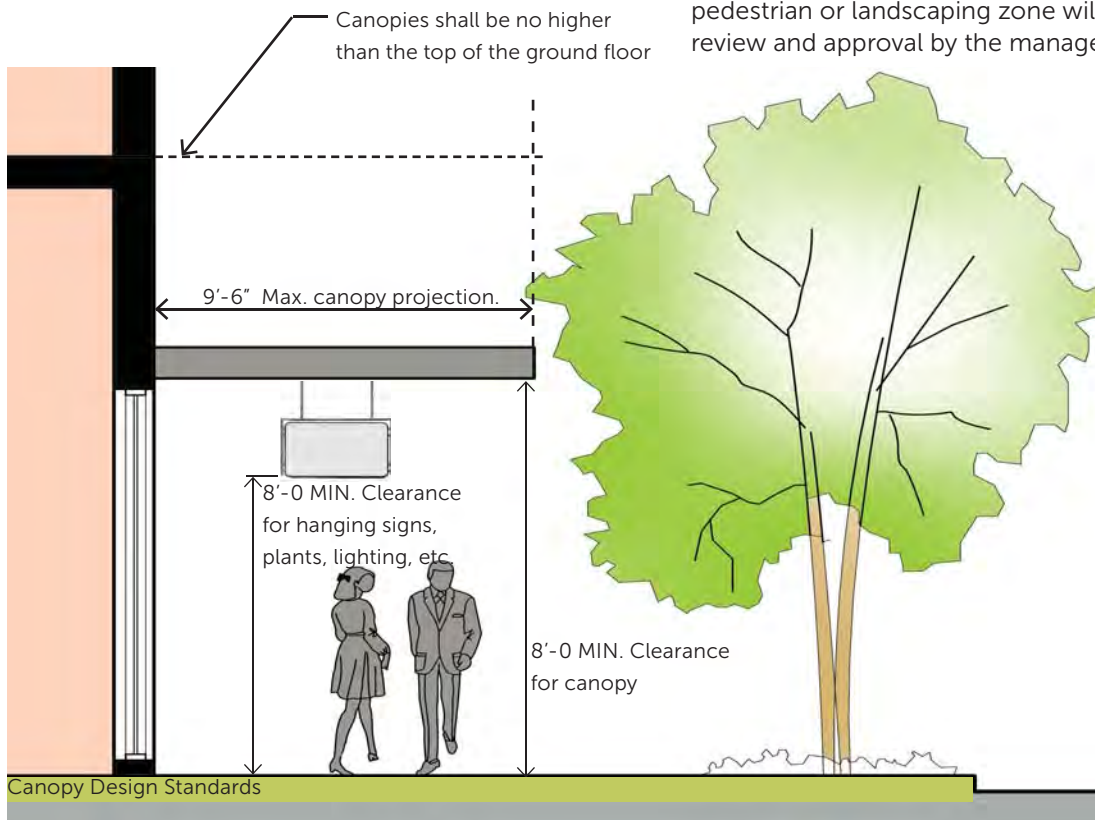 Canopies shall be no higher
than the top of the ground floor
pedestrian or landscaping zone wil
review and approval by the manage
9'-6" Max. canopy projection.
8'-0 MIN. Clearance
for hanging signs,
plants, lighting, etc
8'-0 MIN. Clearance
for canopy
Canopy Design Standards